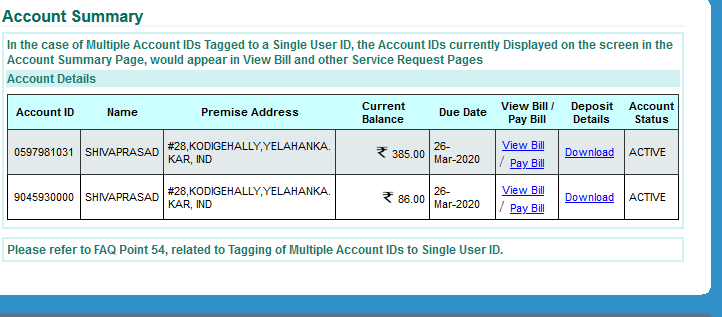 Account Summary
In the case of Multiple Account IDs Tagged to a Single User ID, the Account IDs currently Displayed on the screen in the
Account Summary Page, would appear in View Bill and other Service Request Pages
Account Details
Account ID Name Premise Address Current Balance Due Date View Bill / Pay Bill Deposit Details Account Status
0597981031 SHIVAPRASAD #28,KODIGEHALLY,YELAHANKA. KAR, IND ₹ 385.00 26-Mar-2020 View Bill / Pay Bill Download ACTIVE
9045930000 SHIVAPRASAD #28,KODIGEHALLY,YELAHANKA. KAR, IND ₹ 86.00 26-Mar-2020 View Bill / Pay Bill Download ACTIVE
Please refer to FAQ Point 54, related to Tagging of Multiple Account IDs to Single User ID.